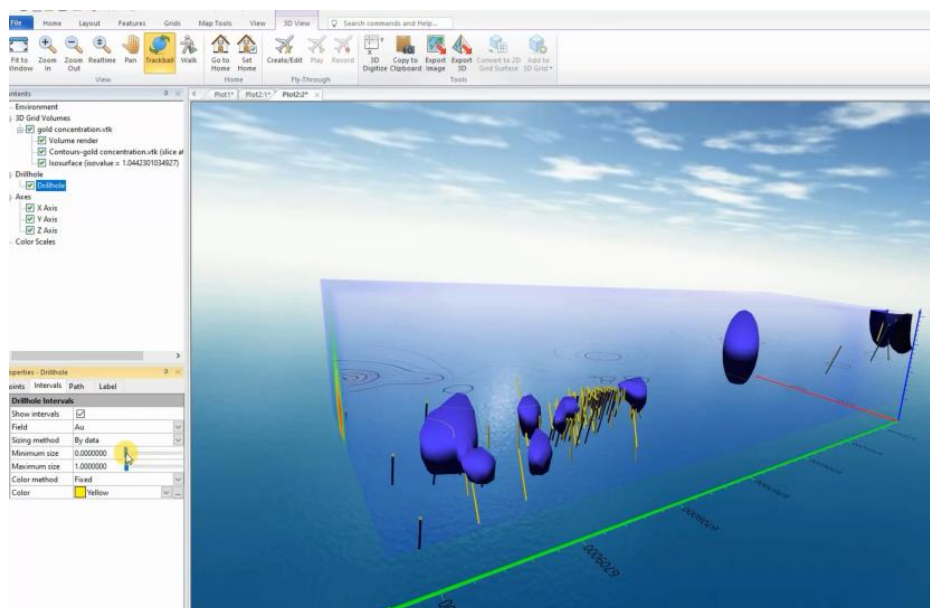 File Home Layout Features Grids Map Tools View 3D View Search commands and Help...
Fit to Window Zoom In Zoom Out Realtime Pan Trackball Walk Go to Home Set Home Create/Edit Play Record 3D Digitize Copy to Clipboard Export Image Export 3D Convert to 2D Grid Surface Add to 3D Grid
View Home Fly-Through Tools
ntents
Plot1* Plot2:1* Plot2:2*
Environment
3D Grid Volumes
gold concentration.vtk
Volume render
Contours-gold concentration.vtk (slice at
Isosurface (isovalue = 1.0442301034927)
Drillhole
Drillhole
Axes
X Axis
Y Axis
Z Axis
Color Scales
operties - Drillhole
oints Intervals Path Label
Drillhole Intervals
Show intervals
Field Au
Sizing method By data
Minimum size 0.0000000
Maximum size 1.0000000
Color method Fixed
Color Yellow ...
6708000
6709000